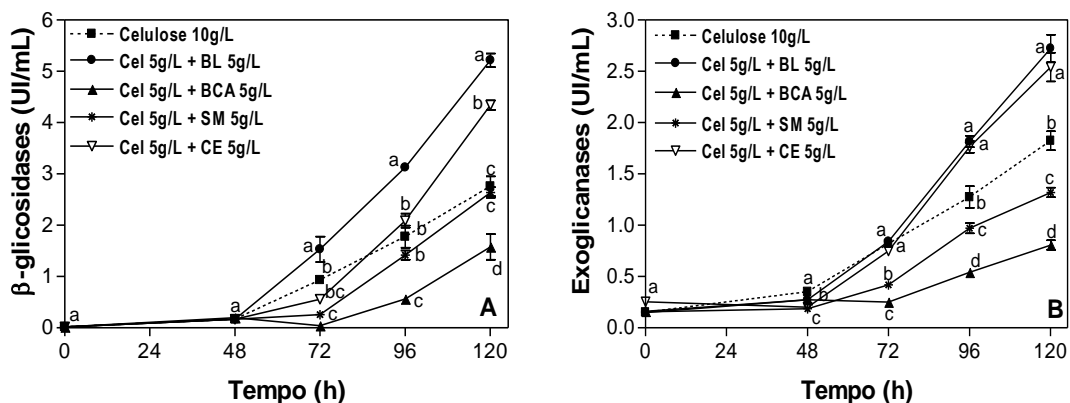 β-glicosidases (UI/mL)
6
5
4
3
2
1
0
Celulose 10g/L
Cel 5g/L + BL 5g/L
Cel 5g/L + BCA 5g/L
Cel 5g/L + SM 5g/L
Cel 5g/L + CE 5g/L
a
a
a
b
bc
c
a
b
b
b
c
a
b
c
c
d
A
0
24
48
72
96
120
Tempo (h)
Exoglicanases (UI/mL)
3.0
2.5
2.0
1.5
1.0
0.5
0.0
Celulose 10g/L
Cel 5g/L + BL 5g/L
Cel 5g/L + BCA 5g/L
Cel 5g/L + SM 5g/L
Cel 5g/L + CE 5g/L
a
a
b
c
a
a
b
c
a
a
b
c
d
a
a
b
c
d
B
0
24
48
72
96
120
Tempo (h)